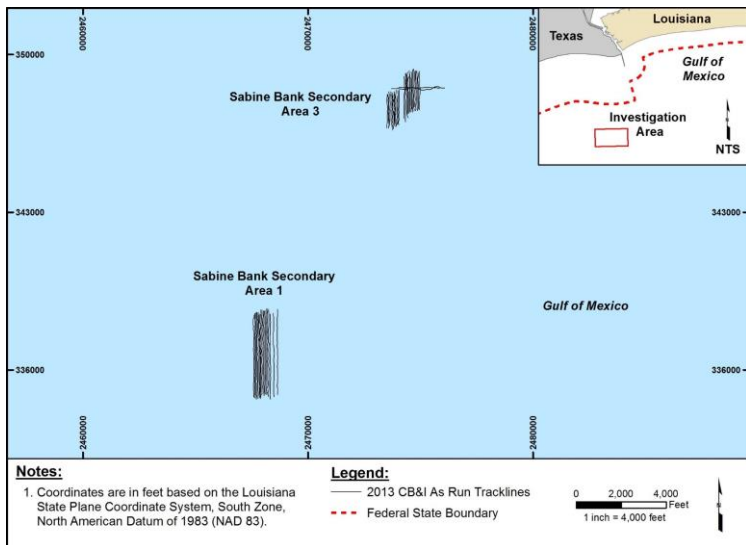 2460000
2470000
2480000
350000
Louisiana
Texas
Gulf of
Mexico
Investigation
Area
N
NTS
Sabine Bank Secondary
Area 3
343000
343000
Sabine Bank Secondary
Area 1
Gulf of Mexico
336000
336000
2460000
2470000
2480000
Notes:
1. Coordinates are in feet based on the Louisiana
State Plane Coordinate System, South Zone,
North American Datum of 1983 (NAD 83).
Legend:
2013 CB&I As Run Tracklines
Federal State Boundary
0 2,000 4,000
Feet
1 inch = 4,000 feet
N